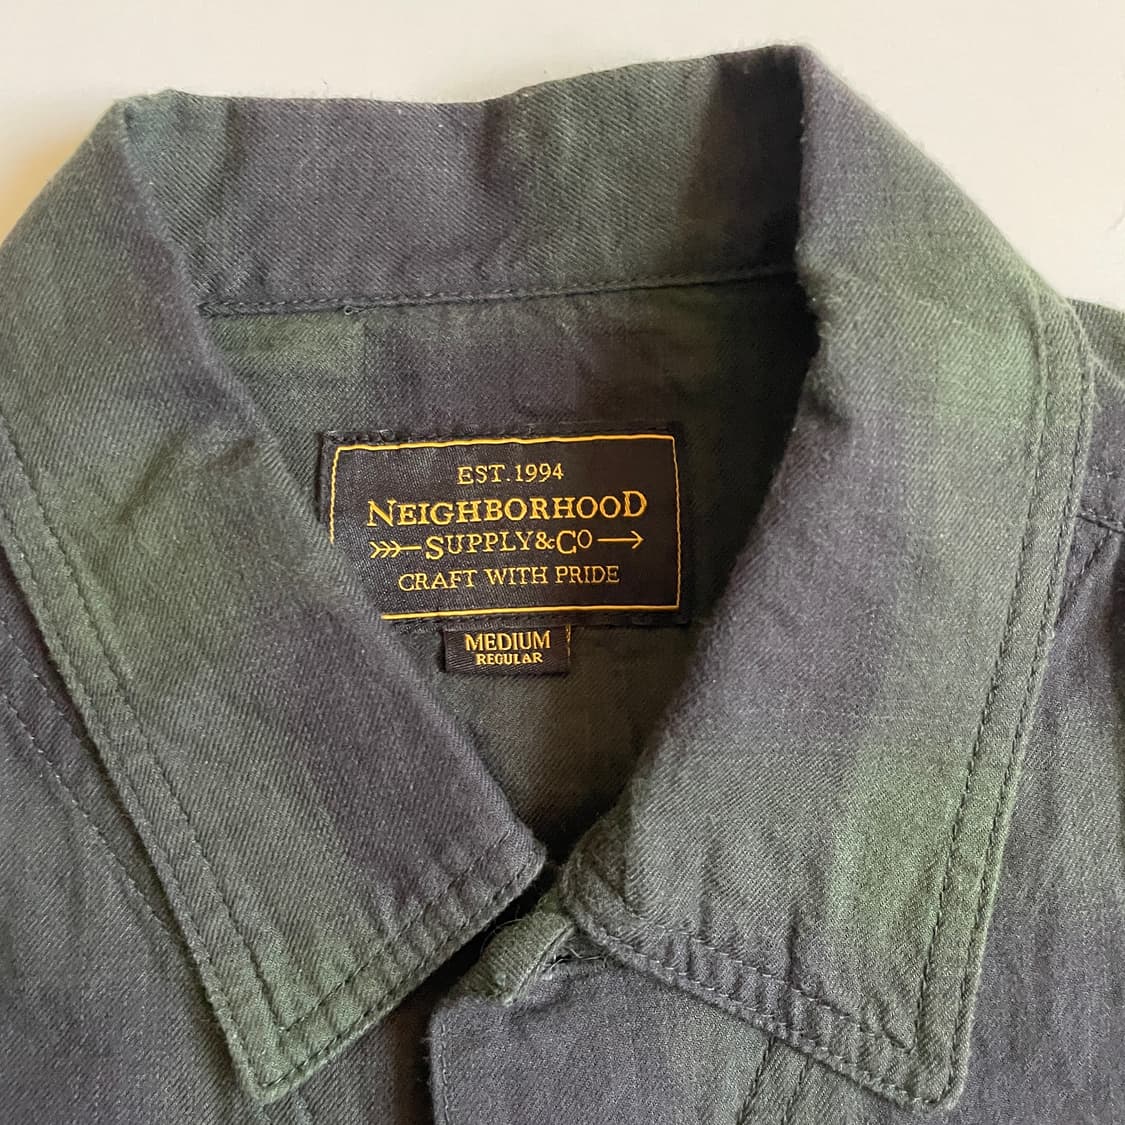 EST.1994
NEIGHBORHOOD
SUPPLY&CO
CRAFT WITH PRIDE
MEDIUM
REGULAR